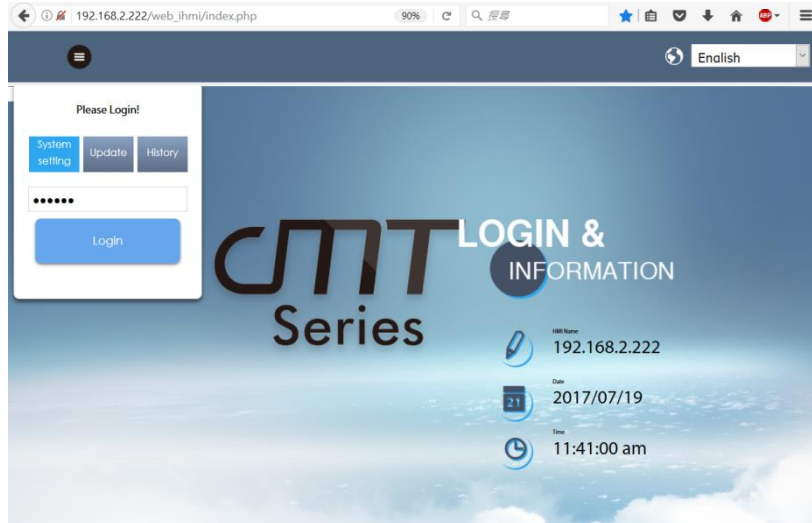 192.168.2.222/web_ihmi/index.php
90%
搜尋
ABP
English
Please Login!
System setting
Update
History
••••••
Login
cMT
Series
LOGIN &
INFORMATION
HMI Name
192.168.2.222
Date
21
2017/07/19
Time
11:41:00 am